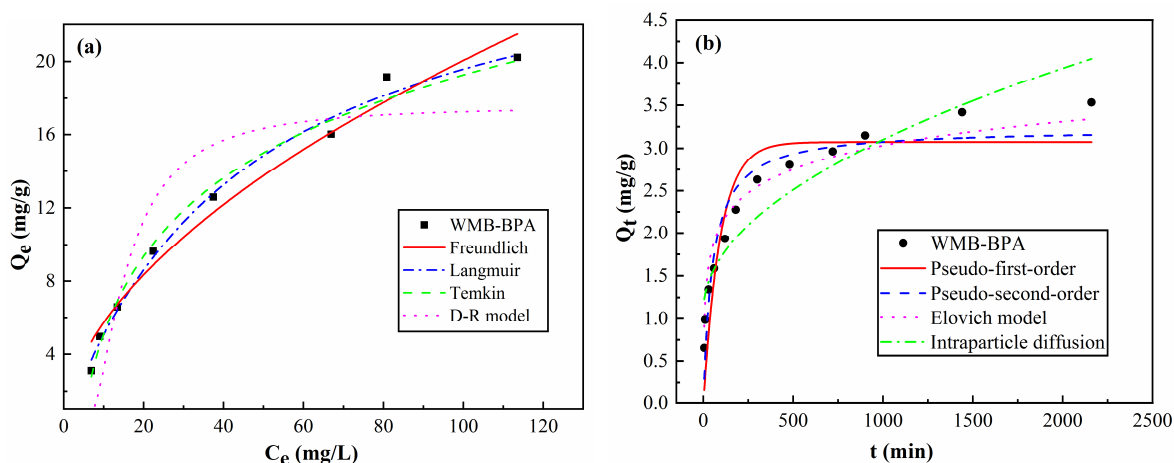 (a)
20
16
12
8
4
0 20 40 60 80 100 120
Qe (mg/g)
Ce (mg/L)
WMB-BPA
Freundlich
Langmuir
Temkin
D-R model
(b)
4.5
4.0
3.5
3.0
2.5
2.0
1.5
1.0
0.5
0.0
0 500 1000 1500 2000 2500
Qt (mg/g)
t (min)
WMB-BPA
Pseudo-first-order
Pseudo-second-order
Elovich model
Intraparticle diffusion